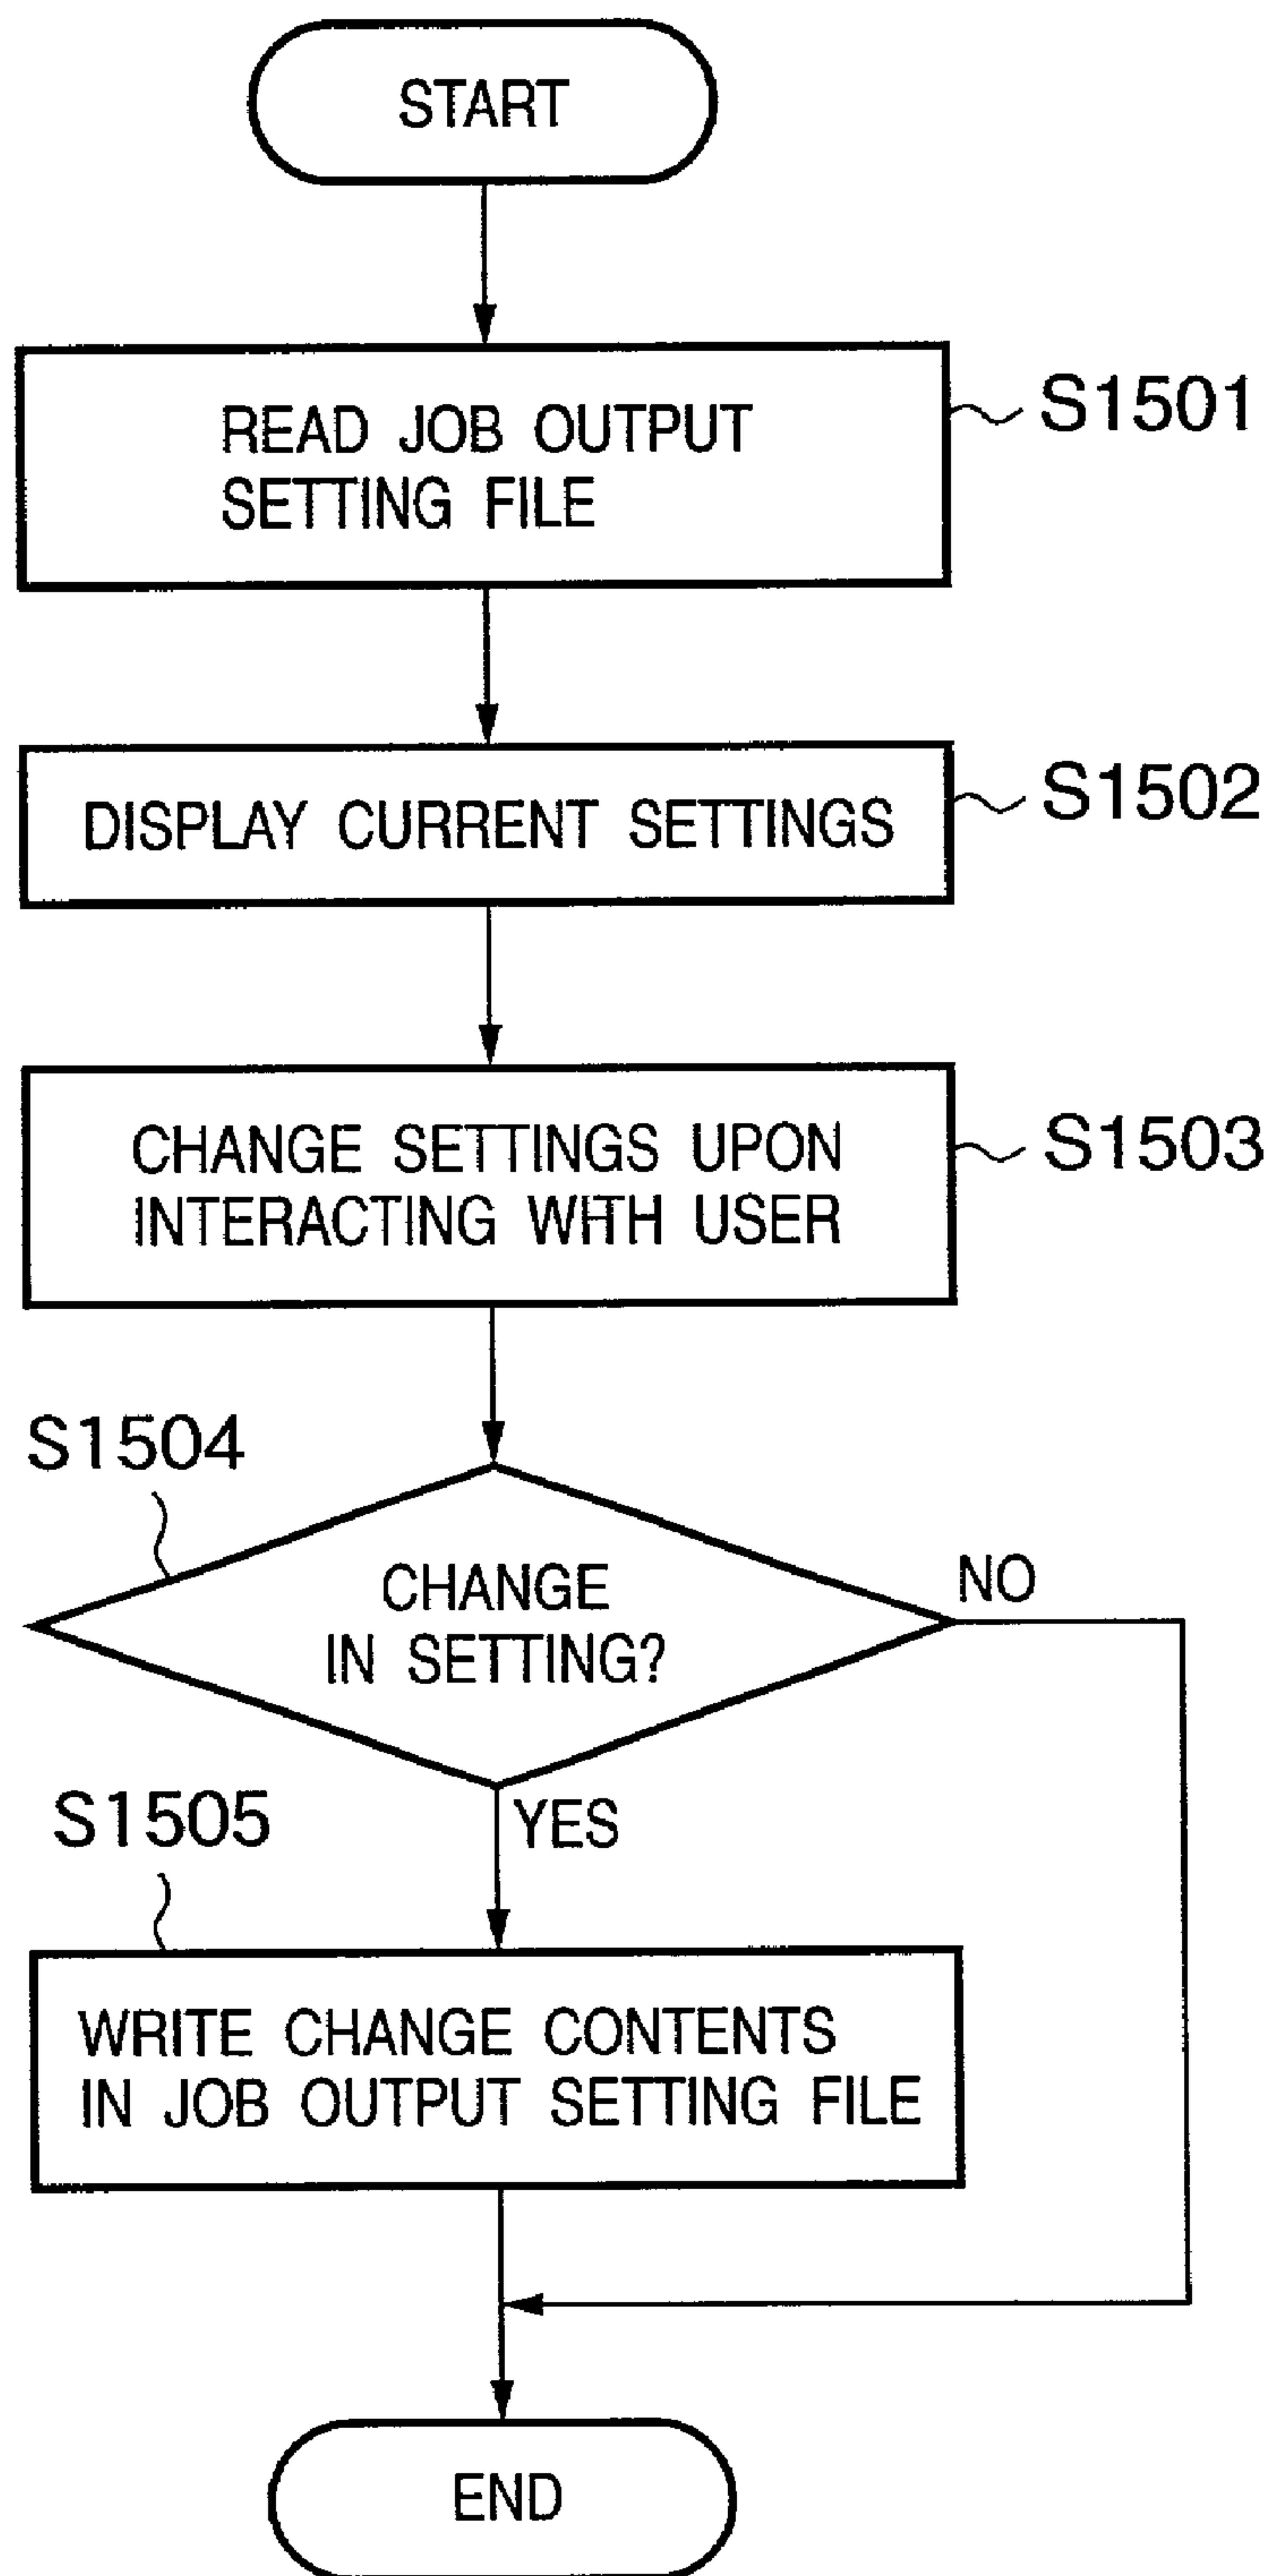 START
READ JOB OUTPUT
SETTING FILE
S1501
DISPLAY CURRENT SETTINGS
S1502
CHANGE SETTINGS UPON
INTERACTING WITH USER
S1503
S1504
CHANGE
IN SETTING?
NO
YES
S1505
WRITE CHANGE CONTENTS
IN JOB OUTPUT SETTING FILE
END